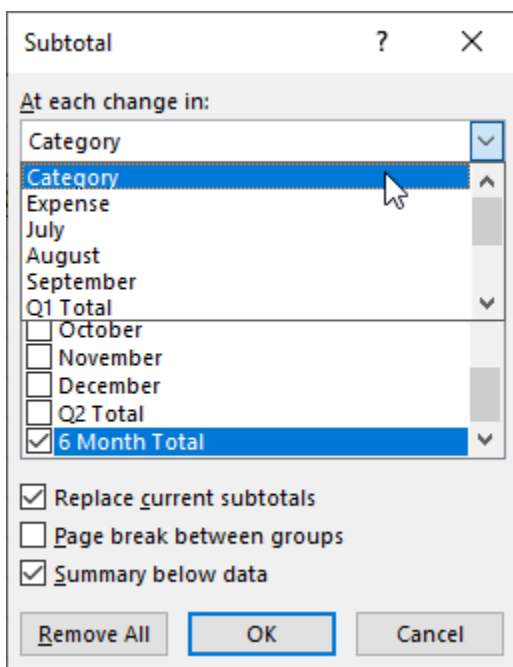 Subtotal ?
At each change in:
Category
Category
Expense
July
August
September
Q1 Total
October
November
December
Q2 Total
6 Month Total
Replace current subtotals
Page break between groups
Summary below data
Remove All OK Cancel